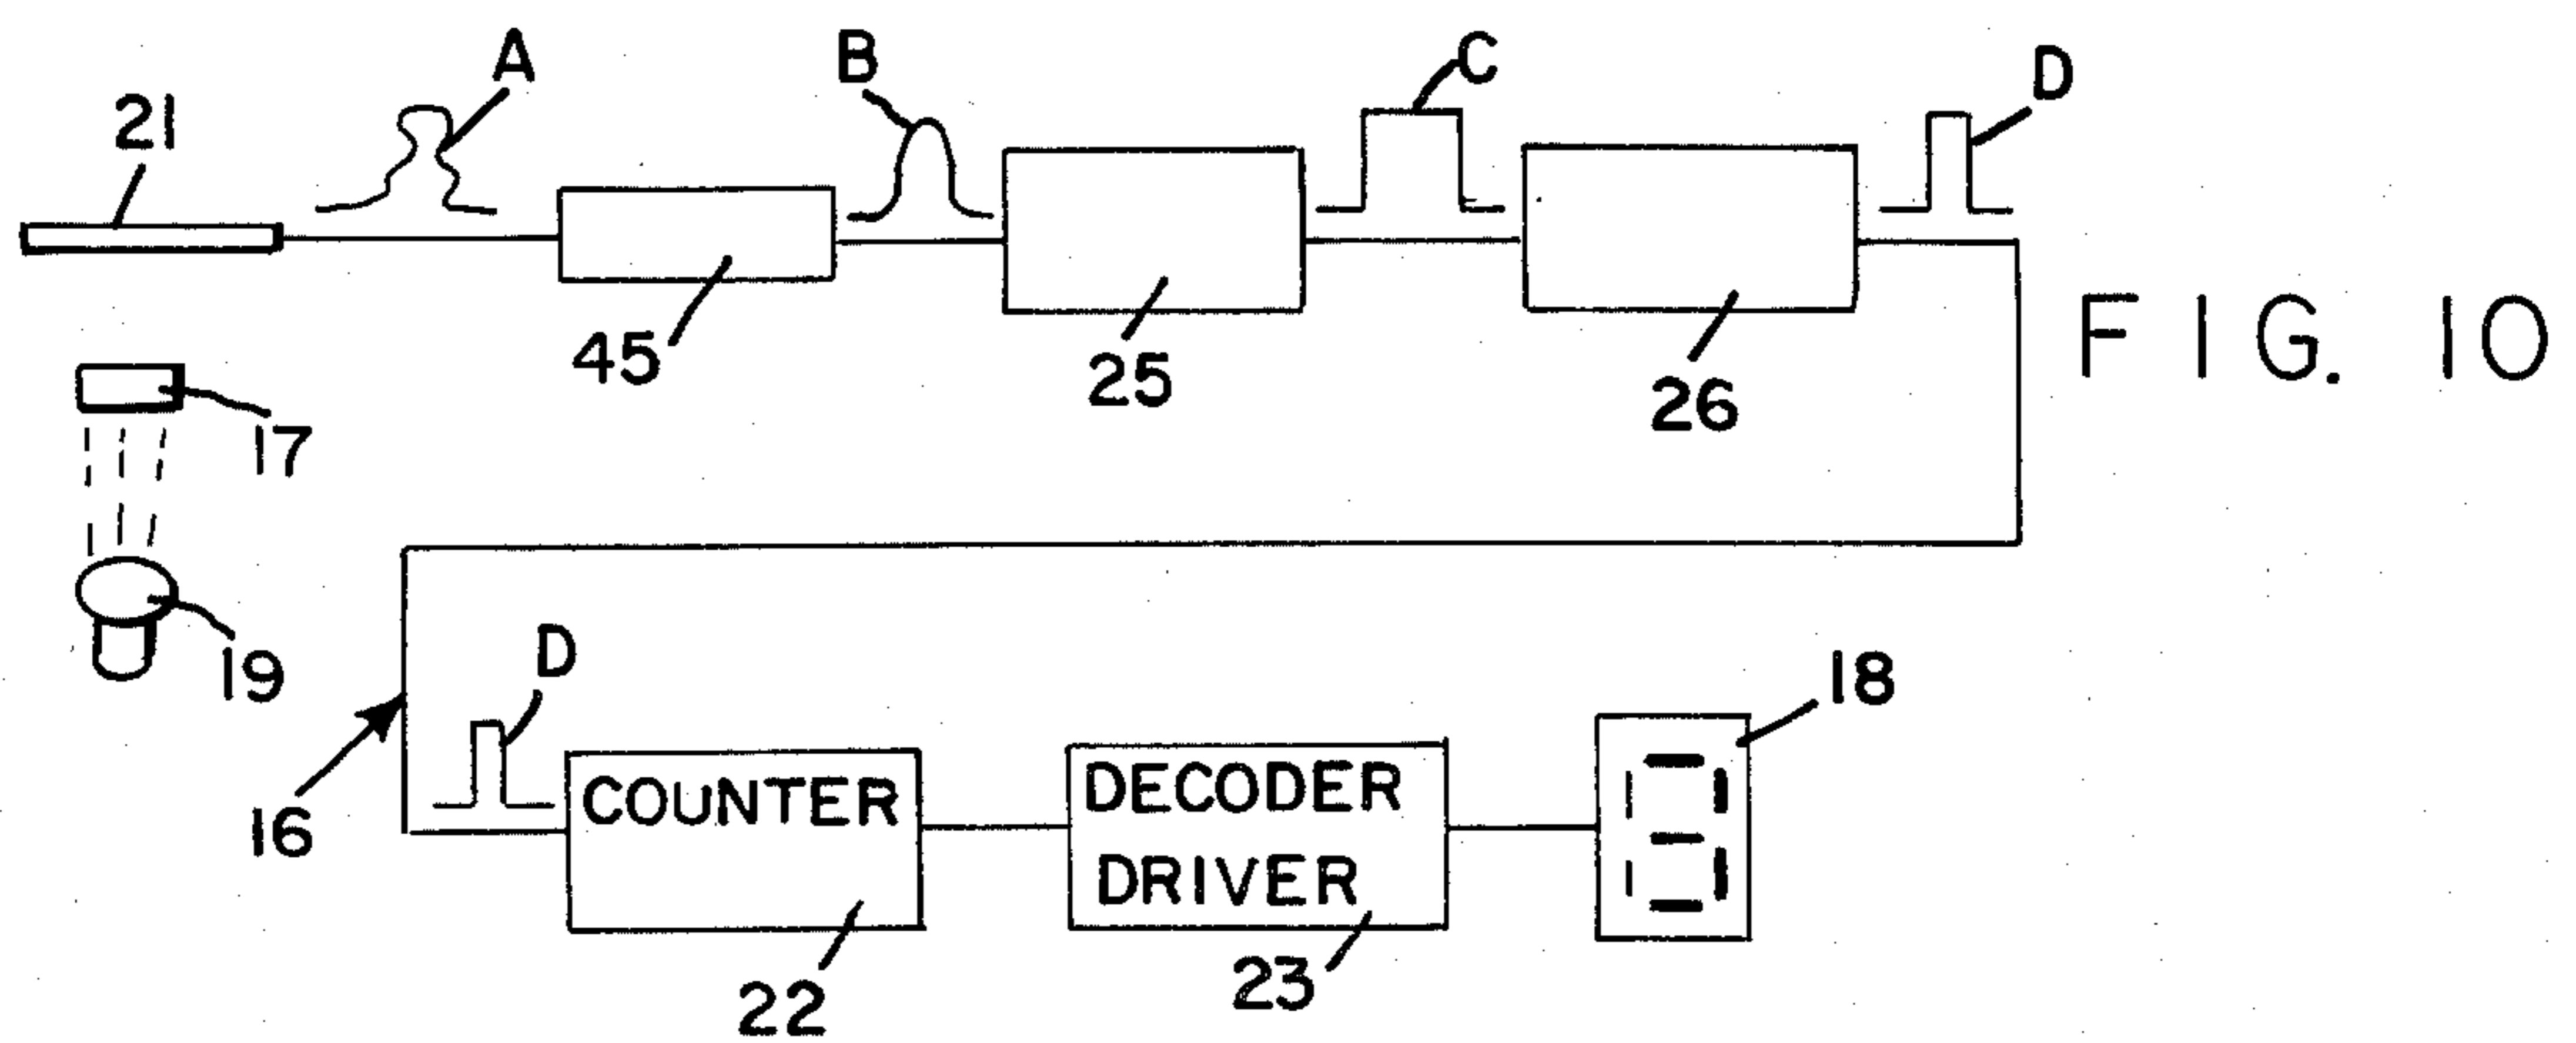 A
B
C
D
21
45
25
26
FIG. 10
17
19
16
D
COUNTER
DECODER
DRIVER
18
22
23